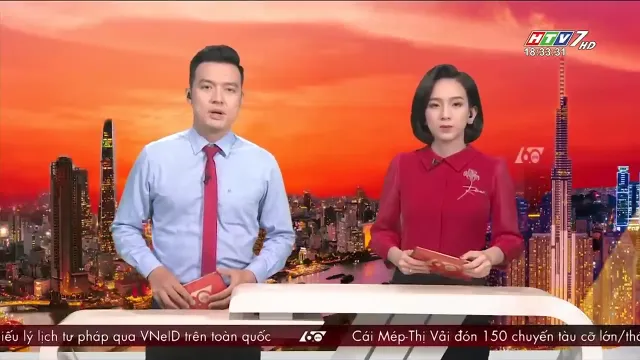 HTV7 HD
18:33:31
60
iếu lý lịch tư pháp qua VNeID trên toàn quốc 60 Cái Mép-Thị Vải đón 150 chuyến tàu cỡ lớn/thá